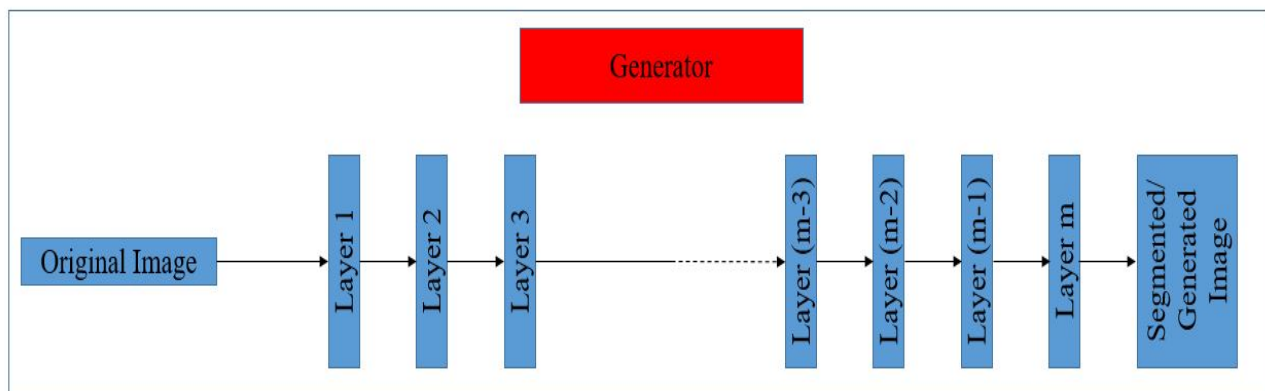 Generator
Original Image
Layer 1
Layer 2
Layer 3
Layer (m-3)
Layer (m-2)
Layer (m-1)
Layer m
Segmented/
Generated
Image